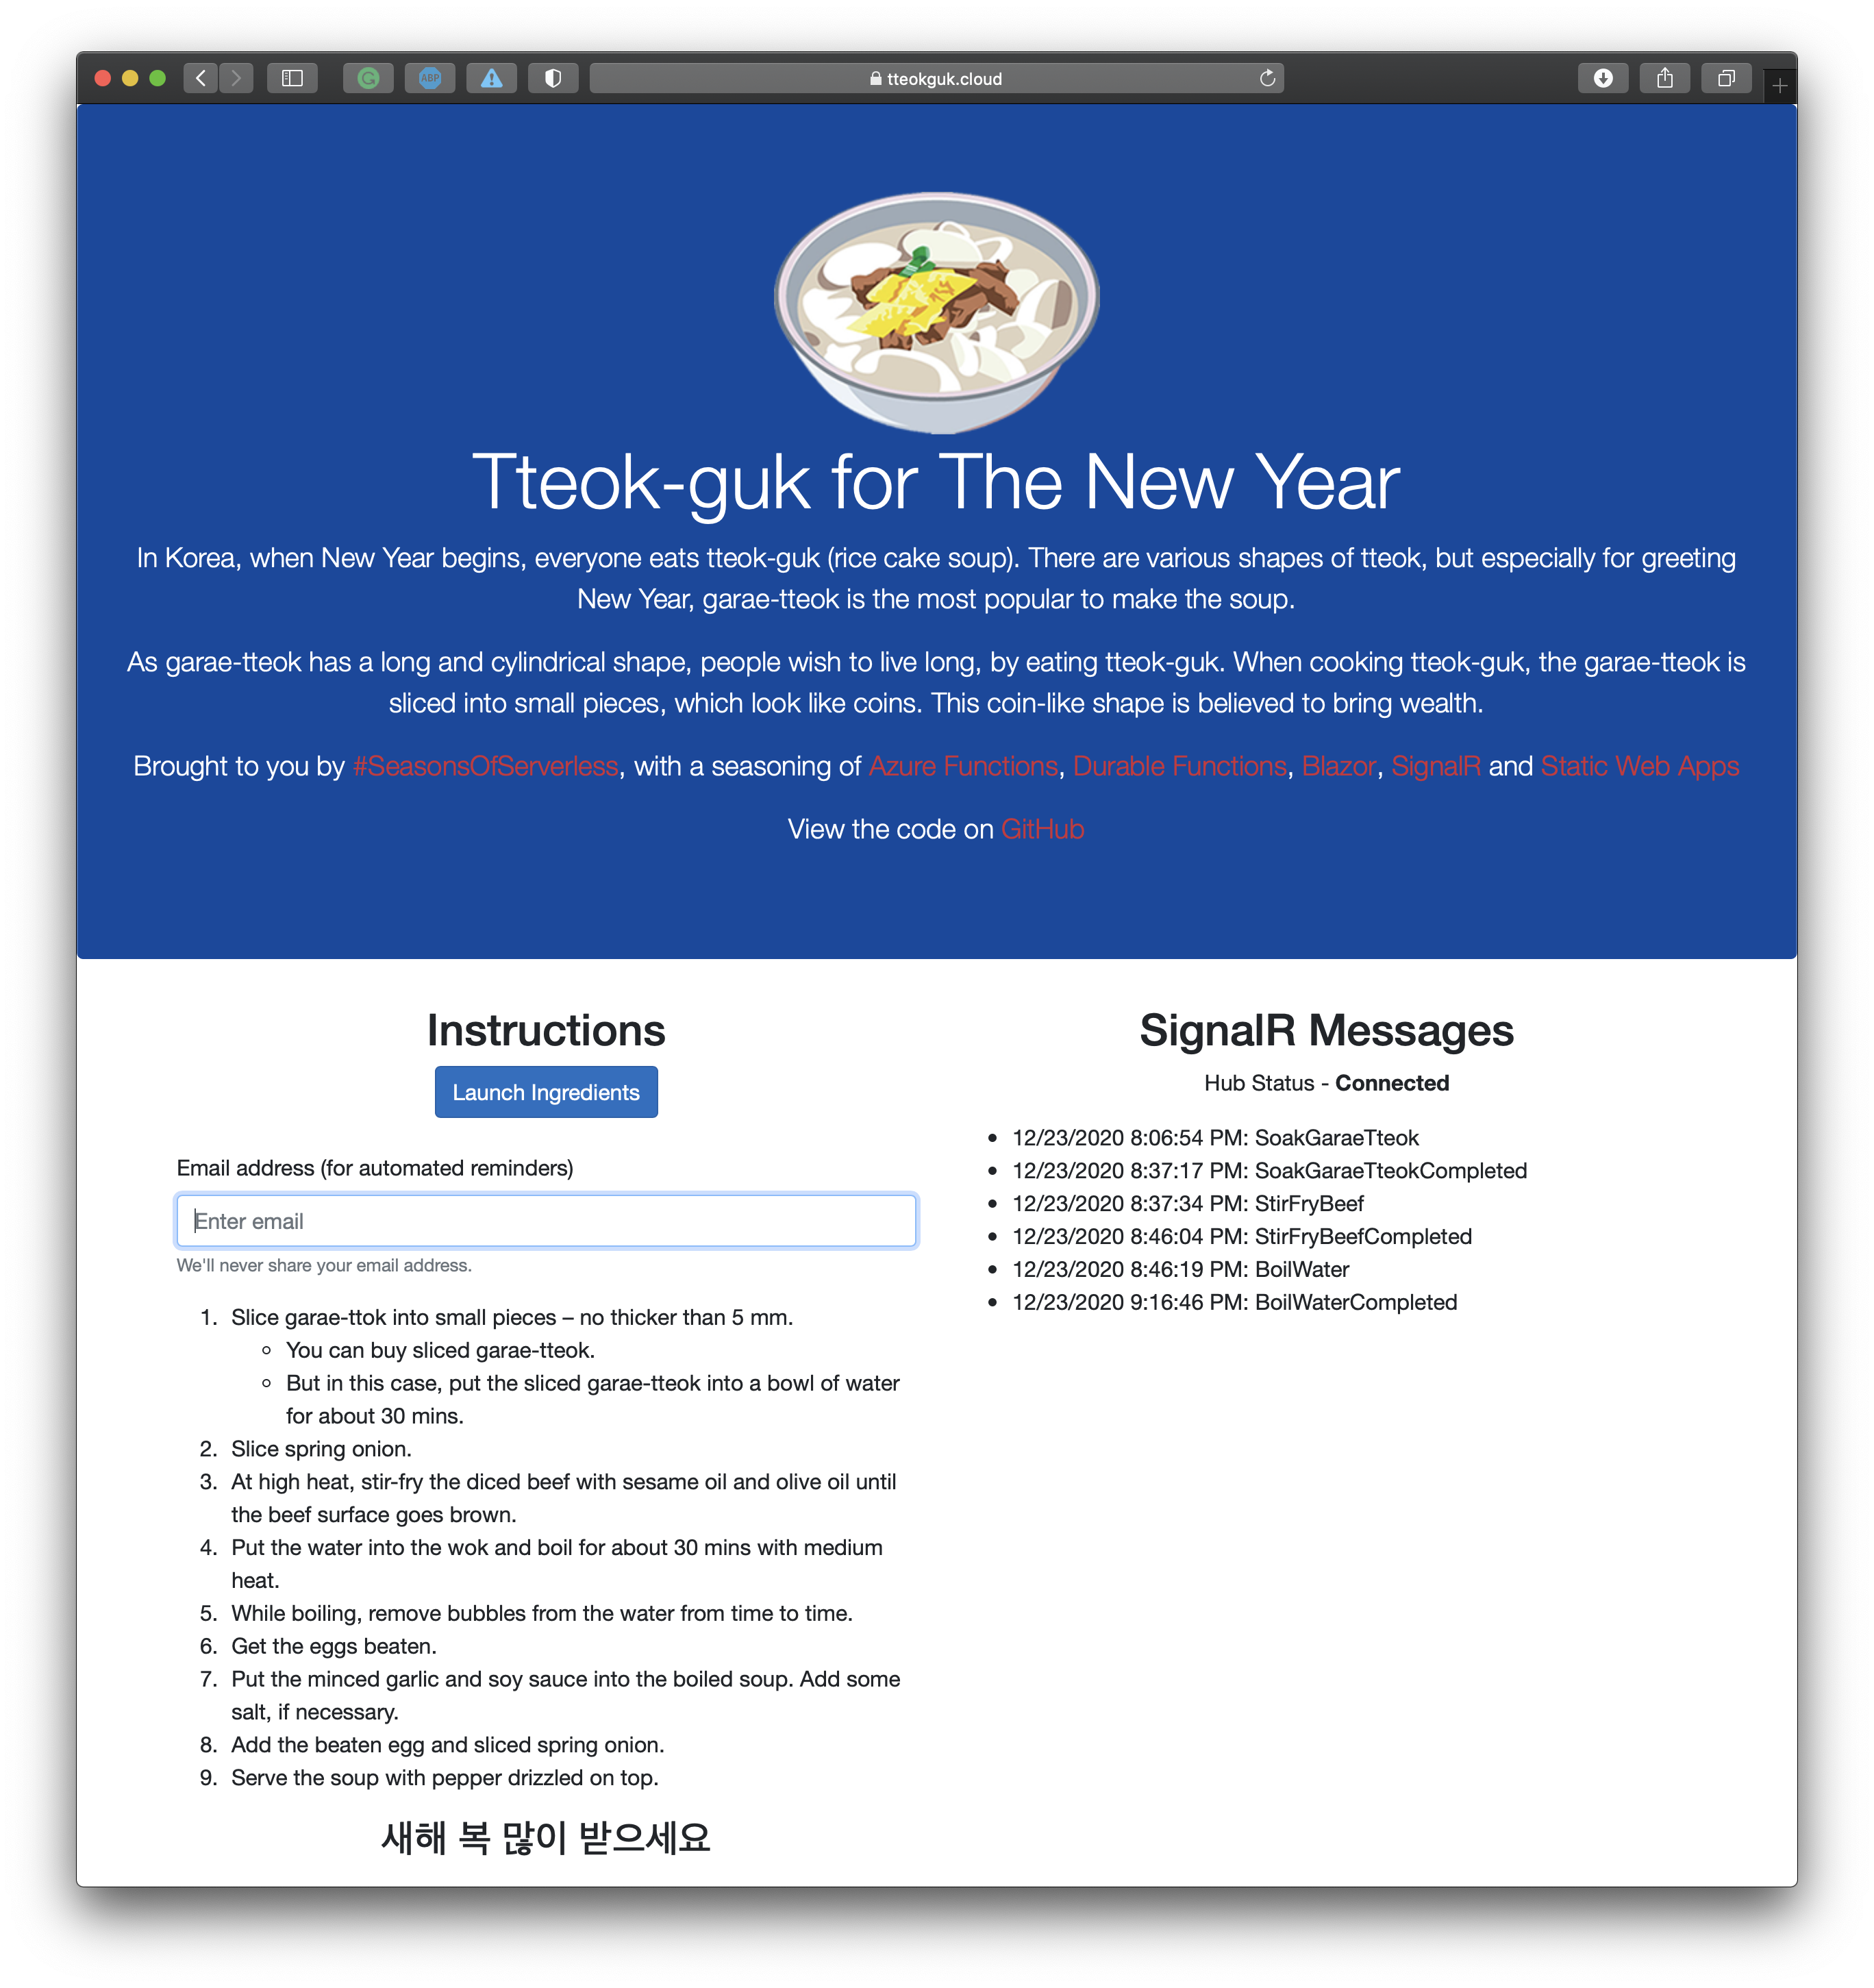 ABP
tteokguk.cloud
Tteok-guk for The New Year
In Korea, when New Year begins, everyone eats tteok-guk (rice cake soup). There are various shapes of tteok, but especially for greeting
New Year, garae-tteok is the most popular to make the soup.
As garae-tteok has a long and cylindrical shape, people wish to live long, by eating tteok-guk. When cooking tteok-guk, the garae-tteok is
sliced into small pieces, which look like coins. This coin-like shape is believed to bring wealth.
Brought to you by #SeasonsOfServerless, with a seasoning of Azure Functions, Durable Functions, Blazor, SignalR and Static Web Apps
View the code on GitHub
Instructions
Launch Ingredients
Email address (for automated reminders)
Enter email
We'll never share your email address.
1. Slice garae-ttok into small pieces – no thicker than 5 mm.
You can buy sliced garae-tteok.
But in this case, put the sliced garae-tteok into a bowl of water
for about 30 mins.
2. Slice spring onion.
3. At high heat, stir-fry the diced beef with sesame oil and olive oil until
the beef surface goes brown.
4. Put the water into the wok and boil for about 30 mins with medium
heat.
5. While boiling, remove bubbles from the water from time to time.
6. Get the eggs beaten.
7. Put the minced garlic and soy sauce into the boiled soup. Add some
salt, if necessary.
8. Add the beaten egg and sliced spring onion.
9. Serve the soup with pepper drizzled on top.
새해 복 많이 받으세요
SignalR Messages
Hub Status - Connected
12/23/2020 8:06:54 PM: SoakGaraeTteok
12/23/2020 8:37:17 PM: SoakGaraeTteokCompleted
12/23/2020 8:37:34 PM: StirFryBeef
12/23/2020 8:46:04 PM: StirFryBeefCompleted
12/23/2020 8:46:19 PM: BoilWater
12/23/2020 9:16:46 PM: BoilWaterCompleted